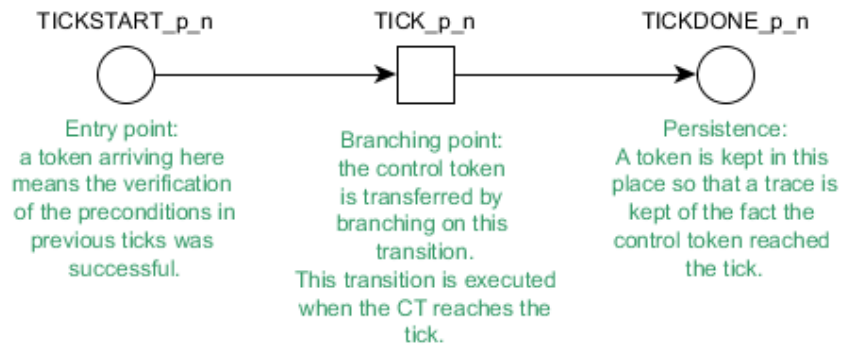 TICKSTART_p_n
TICK_p_n
TICKDONE_p_n
Entry point:
a token arriving here
means the verification
of the preconditions in
previous ticks was
successful.
Branching point:
the control token
is transferred by
branching on this
transition.
This transition is executed
when the CT reaches the
tick.
Persistence:
A token is kept in this
place so that a trace is
kept of the fact the
control token reached
the tick.